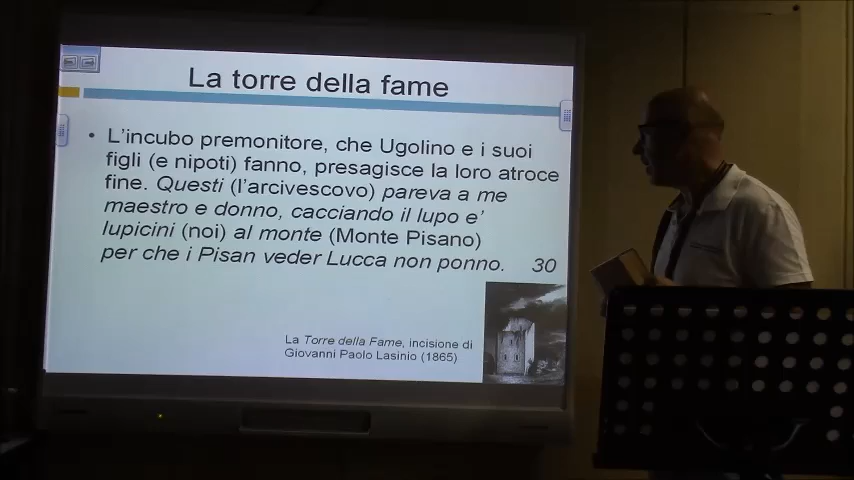 La torre della fame
• L'incubo premonitore, che Ugolino e i suoi
figli (e nipoti) fanno, presagisce la loro atroce
fine. Questi (l'arcivescovo) pareva a me
maestro e donno, cacciando il lupo e'
lupicini (noi) al monte (Monte Pisano)
per che i Pisan veder Lucca non ponno. 30
La Torre della Fame, incisione di
Giovanni Paolo Lasinio (1865)